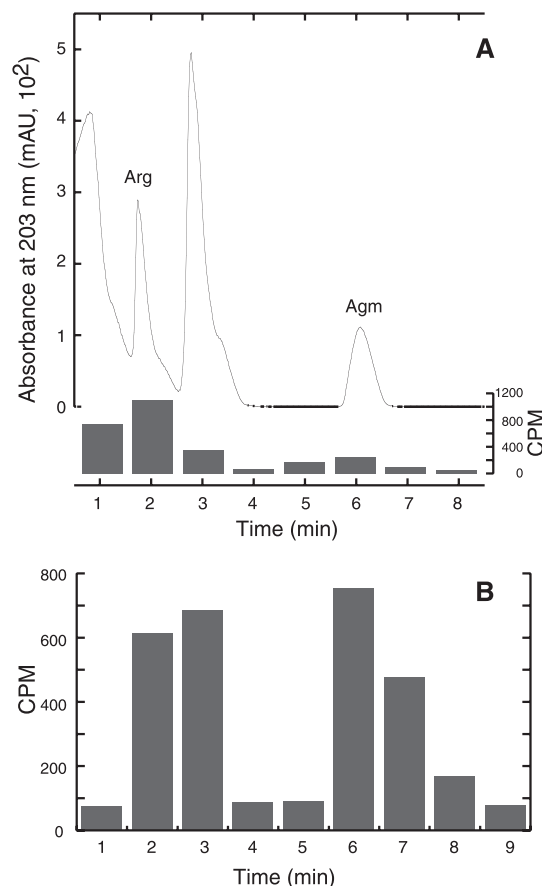 A
5
4
3
2
1
0
Absorbance at 203 nm (mAU, 10²)
Arg
Agm
1200
800
400
0
CPM
1 2 3 4 5 6 7 8
Time (min)
B
800
600
400
200
0
CPM
1 2 3 4 5 6 7 8 9
Time (min)